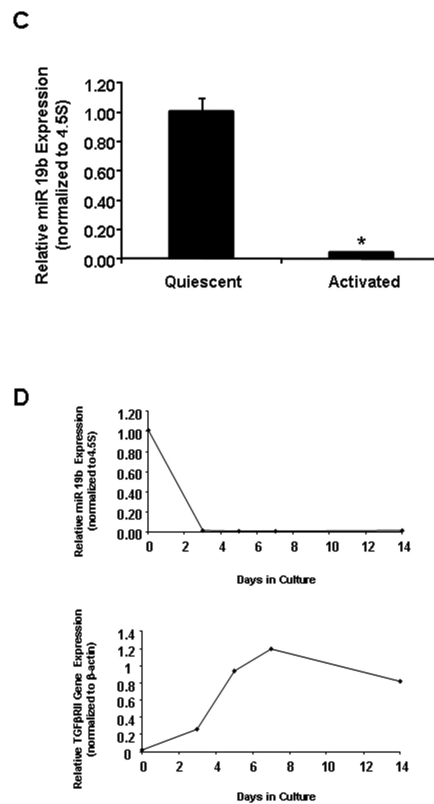 C
Relative miR 19b Expression
(normalized to 4.5S)
1.20
1.00
0.80
0.60
0.40
0.20
0.00
*
Quiescent Activated
D
Relative miR 19b Expression
(normalized to4.5S)
1.20
1.00
0.80
0.60
0.40
0.20
0.00
0 2 4 6 8 10 12 14
Days in Culture
Relative TGFβRII Gene Expression
(normalized to β-actin)
1.4
1.2
1
0.8
0.6
0.4
0.2
0
0 2 4 6 8 10 12 14
Days in Culture